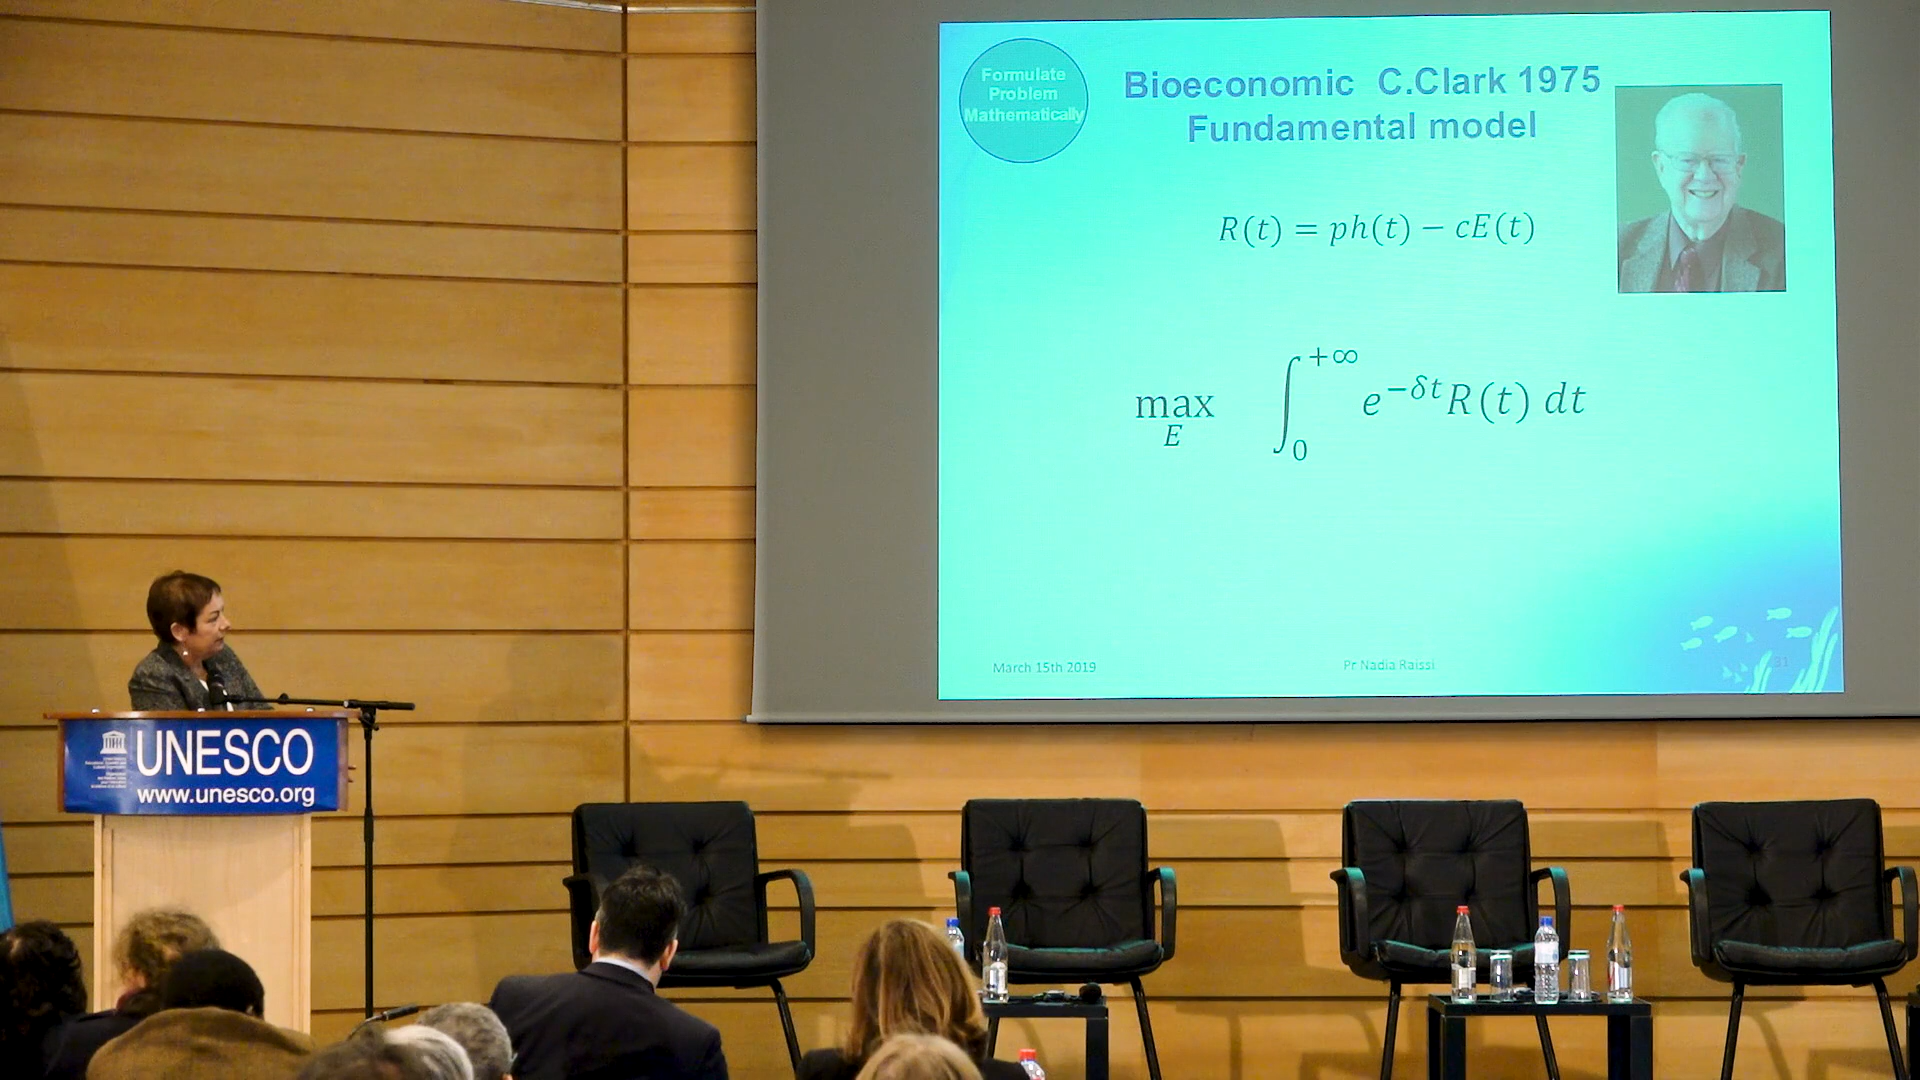 Formulate
Problem
Mathematically
Bioeconomic C.Clark 1975
Fundamental model
R(t) = ph(t) − cE(t)
max E ∫₀^{+∞} e^{−δt} R(t) dt
March 15th 2019
Pr Nadia Raissi
31
UNESCO
www.unesco.org